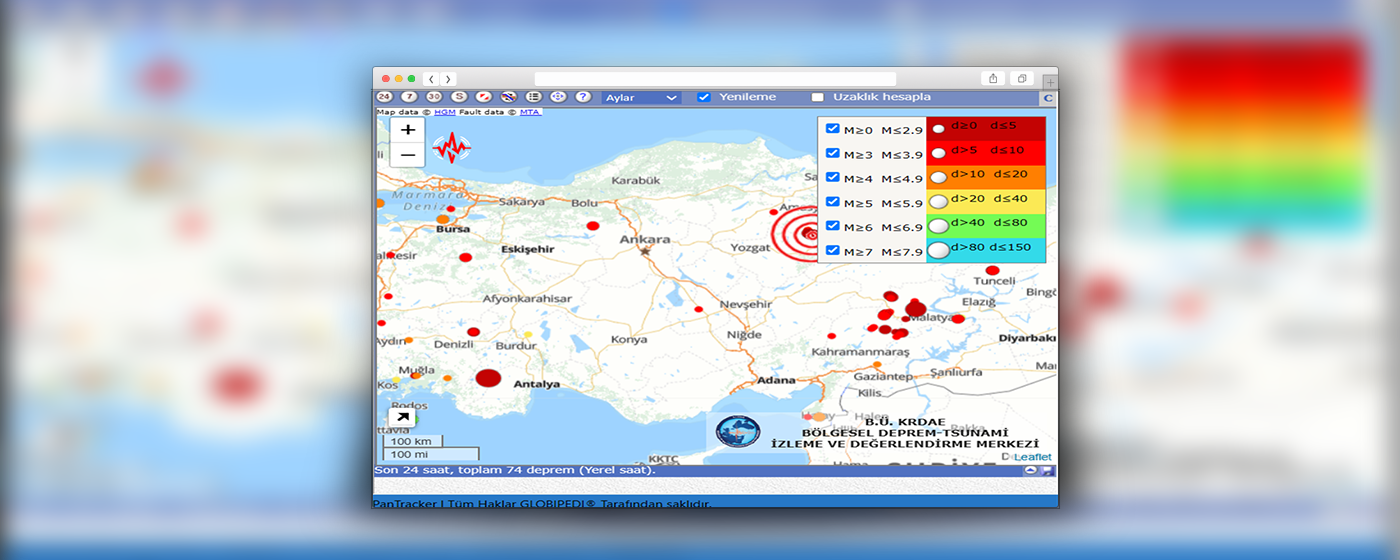 24 7 30 S ? Aylar Yenileme Uzaklık hesapla C
Map data © HGM Fault data © MTA
+
−
M≥0 M≤2.9 d≥0 d≤5
M≥3 M≤3.9 d>5 d≤10
M≥4 M≤4.9 d>10 d≤20
M≥5 M≤5.9 d>20 d≤40
M≥6 M≤6.9 d>40 d≤80
M≥7 M≤7.9 d>80 d≤150
Karabük
Marmara
Denizi
Sakarya
Bolu
Bursa
Eskişehir
Ankara
Yozgat
Tunceli
Elazığ
Afyonkarahisar
Nevşehir
Malatya
Aydın
Denizli
Burdur
Konya
Niğde
Diyarbakı
Kahramanmaraş
Muğla
Kos
Antalya
Adana
Gaziantep
Şanlıurfa
Kilis
Rodos
100 km
100 mi
B.Ü. KRDAE
BÖLGESEL DEPREM-TSUNAMİ
İZLEME VE DEĞERLENDİRME MERKEZİ
KKTC
Leaflet
Son 24 saat, toplam 74 deprem (Yerel saat).
PanTracker | Tüm Haklar GLOBIPEDI® Tarafından saklıdır.